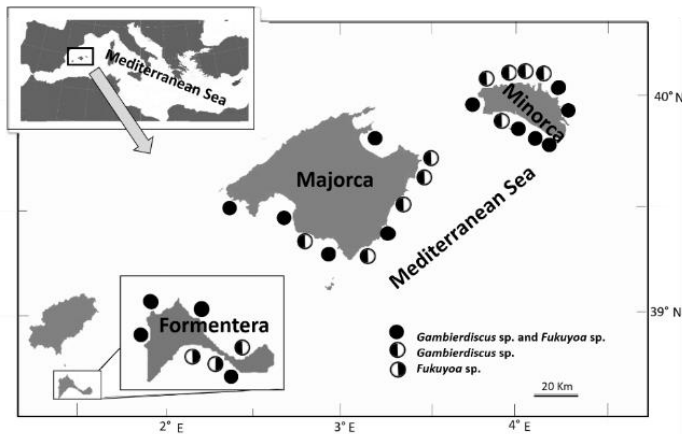 Mediterranean Sea
40°N
Minorca
Majorca
Mediterranean Sea
39°N
Formentera
Gambierdiscus sp. and Fukuyoa sp.
Gambierdiscus sp.
Fukuyoa sp.
20 Km
2°E
3°E
4°E